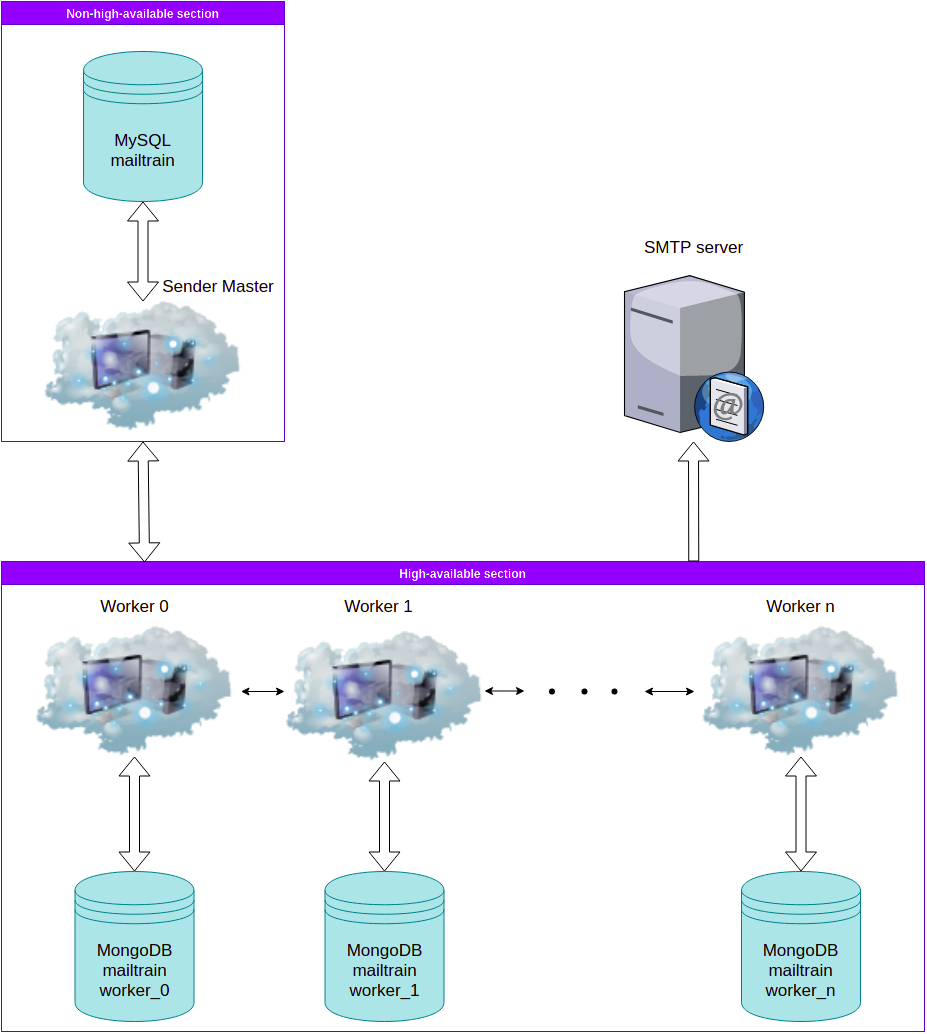 Non-high-available section
MySQL
mailtrain
Sender Master
SMTP server
@
High-available section
Worker 0
Worker 1
Worker n
MongoDB
mailtrain
worker_0
MongoDB
mailtrain
worker_1
MongoDB
mailtrain
worker_n